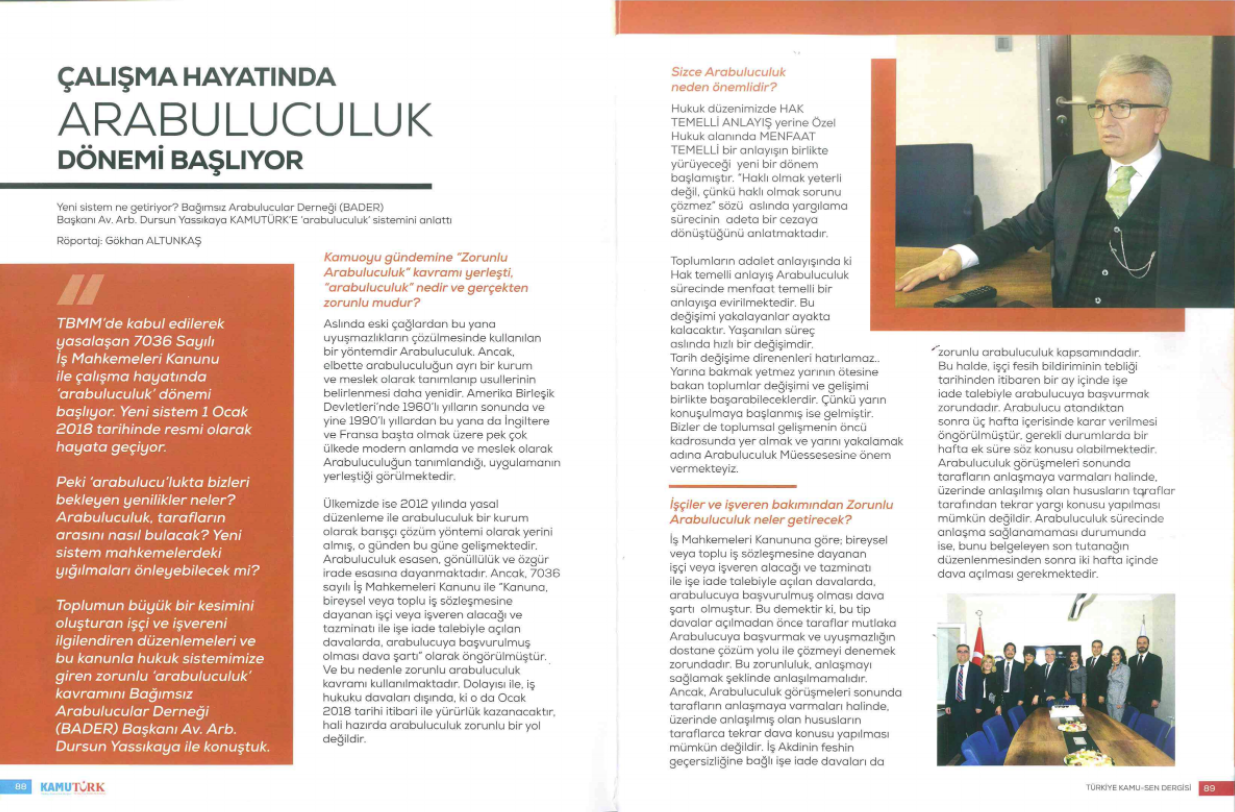 ÇALIŞMA HAYATINDA
ARABULUCULUK
DÖNEMİ BAŞLIYOR
Yeni sistem ne getiriyor? Bağımsız Arabulucular Derneği (BADER)
Başkanı Av. Arb. Dursun Yassıkaya KAMUTÜRK'E 'arabuluculuk' sistemini anlattı
Röportaj: Gökhan ALTUNKAŞ
TBMM'de kabul edilerek
yasalaşan 7036 Sayılı
İş Mahkemeleri Kanunu
ile çalışma hayatında
'arabuluculuk' dönemi
başlıyor. Yeni sistem 1 Ocak
2018 tarihinde resmi olarak
hayata geçiyor.
Peki 'arabulucu'lukta bizleri
bekleyen yenilikler neler?
Arabuluculuk, tarafların
arasını nasıl bulacak? Yeni
sistem mahkemelerdeki
yığılmaları önleyebilecek mi?
Toplumun büyük bir kesimini
oluşturan işçi ve işvereni
ilgilendiren düzenlemeleri ve
bu kanunla hukuk sistemimize
giren zorunlu 'arabuluculuk'
kavramını Bağımsız
Arabulucular Derneği
(BADER) Başkanı Av. Arb.
Dursun Yassıkaya ile konuştuk.
Kamuoyu gündemine "Zorunlu
Arabuluculuk" kavramı yerleşti,
"arabuluculuk" nedir ve gerçekten
zorunlu mudur?
Aslında eski çağlardan bu yana
uyuşmazlıkların çözülmesinde kullanılan
bir yöntemdir Arabuluculuk. Ancak,
elbette arabuluculuğun ayrı bir kurum
ve meslek olarak tanımlanıp usullerinin
belirlenmesi daha yenidir. Amerika Birleşik
Devletleri'nde 1960'lı yılların sonunda ve
yine 1990'lı yıllardan bu yana da İngiltere
ve Fransa başta olmak üzere pek çok
ülkede modern anlamda ve meslek olarak
Arabuluculuğun tanımlandığı, uygulamanın
yerleştiği görülmektedir.
Ülkemizde ise 2012 yılında yasal
düzenleme ile arabuluculuk bir kurum
olarak barışçı çözüm yöntemi olarak yerini
almış, o günden bu güne gelişmektedir.
Arabuluculuk esasen, gönüllülük ve özgür
irade esasına dayanmaktadır. Ancak, 7036
sayılı İş Mahkemeleri Kanunu ile "Kanuna,
bireysel veya toplu iş sözleşmesine
dayanan işçi veya işveren alacağı ve
tazminatı ile işe iade talebiyle açılan
davalarda, arabulucuya başvurulmuş
olması dava şartı" olarak öngörülmüştür.
Ve bu nedenle zorunlu arabuluculuk
kavramı kullanılmaktadır. Dolayısı ile, iş
hukuku davaları dışında, ki o da Ocak
2018 tarihi itibari ile yürürlük kazanacaktır,
hali hazırda arabuluculuk zorunlu bir yol
değildir.
88 KAMUTÜRK
Sizce Arabuluculuk
neden önemlidir?
Hukuk düzenimizde HAK
TEMELLİ ANLAYIŞ yerine Özel
Hukuk alanında MENFAAT
TEMELLİ bir anlayışın birlikte
yürüyeceği yeni bir dönem
başlamıştır. "Haklı olmak yeterli
değil, çünkü haklı olmak sorunu
çözmez" sözü aslında yargılama
sürecinin adeta bir cezaya
dönüştüğünü anlatmaktadır.
Toplumların adalet anlayışında ki
Hak temelli anlayış Arabuluculuk
sürecinde menfaat temelli bir
anlayışa evirilmektedir. Bu
değişimi yakalayanlar ayakta
kalacaktır. Yaşanılan süreç
aslında hızlı bir değişimdir.
Tarih değişime direnenleri hatırlamaz..
Yarına bakmak yetmez yarının ötesine
bakan toplumlar değişimi ve gelişimi
birlikte başarabileceklerdir. Çünkü yarın
konuşulmaya başlanmış ise gelmiştir.
Bizler de toplumsal gelişmenin öncü
kadrosunda yer almak ve yarını yakalamak
adına Arabuluculuk Müessesesine önem
vermekteyiz.
İşçiler ve işveren bakımından Zorunlu
Arabuluculuk neler getirecek?
İş Mahkemeleri Kanununa göre; bireysel
veya toplu iş sözleşmesine dayanan
işçi veya işveren alacağı ve tazminatı
ile işe iade talebiyle açılan davalarda,
arabulucuya başvurulmuş olması dava
şartı olmuştur. Bu demektir ki, bu tip
davalar açılmadan önce taraflar mutlaka
Arabulucuya başvurmak ve uyuşmazlığın
dostane çözüm yolu ile çözmeyi denemek
zorundadır. Bu zorunluluk, anlaşmayı
sağlamak şeklinde anlaşılmamalıdır.
Ancak, Arabuluculuk görüşmeleri sonunda
tarafların anlaşmaya varmaları halinde,
üzerinde anlaşılmış olan hususların
taraflarca tekrar dava konusu yapılması
mümkün değildir. İş Akdinin feshin
geçersizliğine bağlı işe iade davaları da
zorunlu arabuluculuk kapsamındadır.
Bu halde, işçi fesih bildiriminin tebliği
tarihinden itibaren bir ay içinde işe
iade talebiyle arabulucuya başvurmak
zorundadır. Arabulucu atandıktan
sonra üç hafta içerisinde karar verilmesi
öngörülmüştür, gerekli durumlarda bir
hafta ek süre söz konusu olabilmektedir.
Arabuluculuk görüşmeleri sonunda
tarafların anlaşmaya varmaları halinde,
üzerinde anlaşılmış olan hususların taraflar
tarafından tekrar yargı konusu yapılması
mümkün değildir. Arabuluculuk sürecinde
anlaşma sağlanamaması durumunda
ise, bunu belgeleyen son tutanağın
düzenlenmesinden sonra iki hafta içinde
dava açılması gerekmektedir.
TÜRKİYE KAMU-SEN DERGİSİ 89